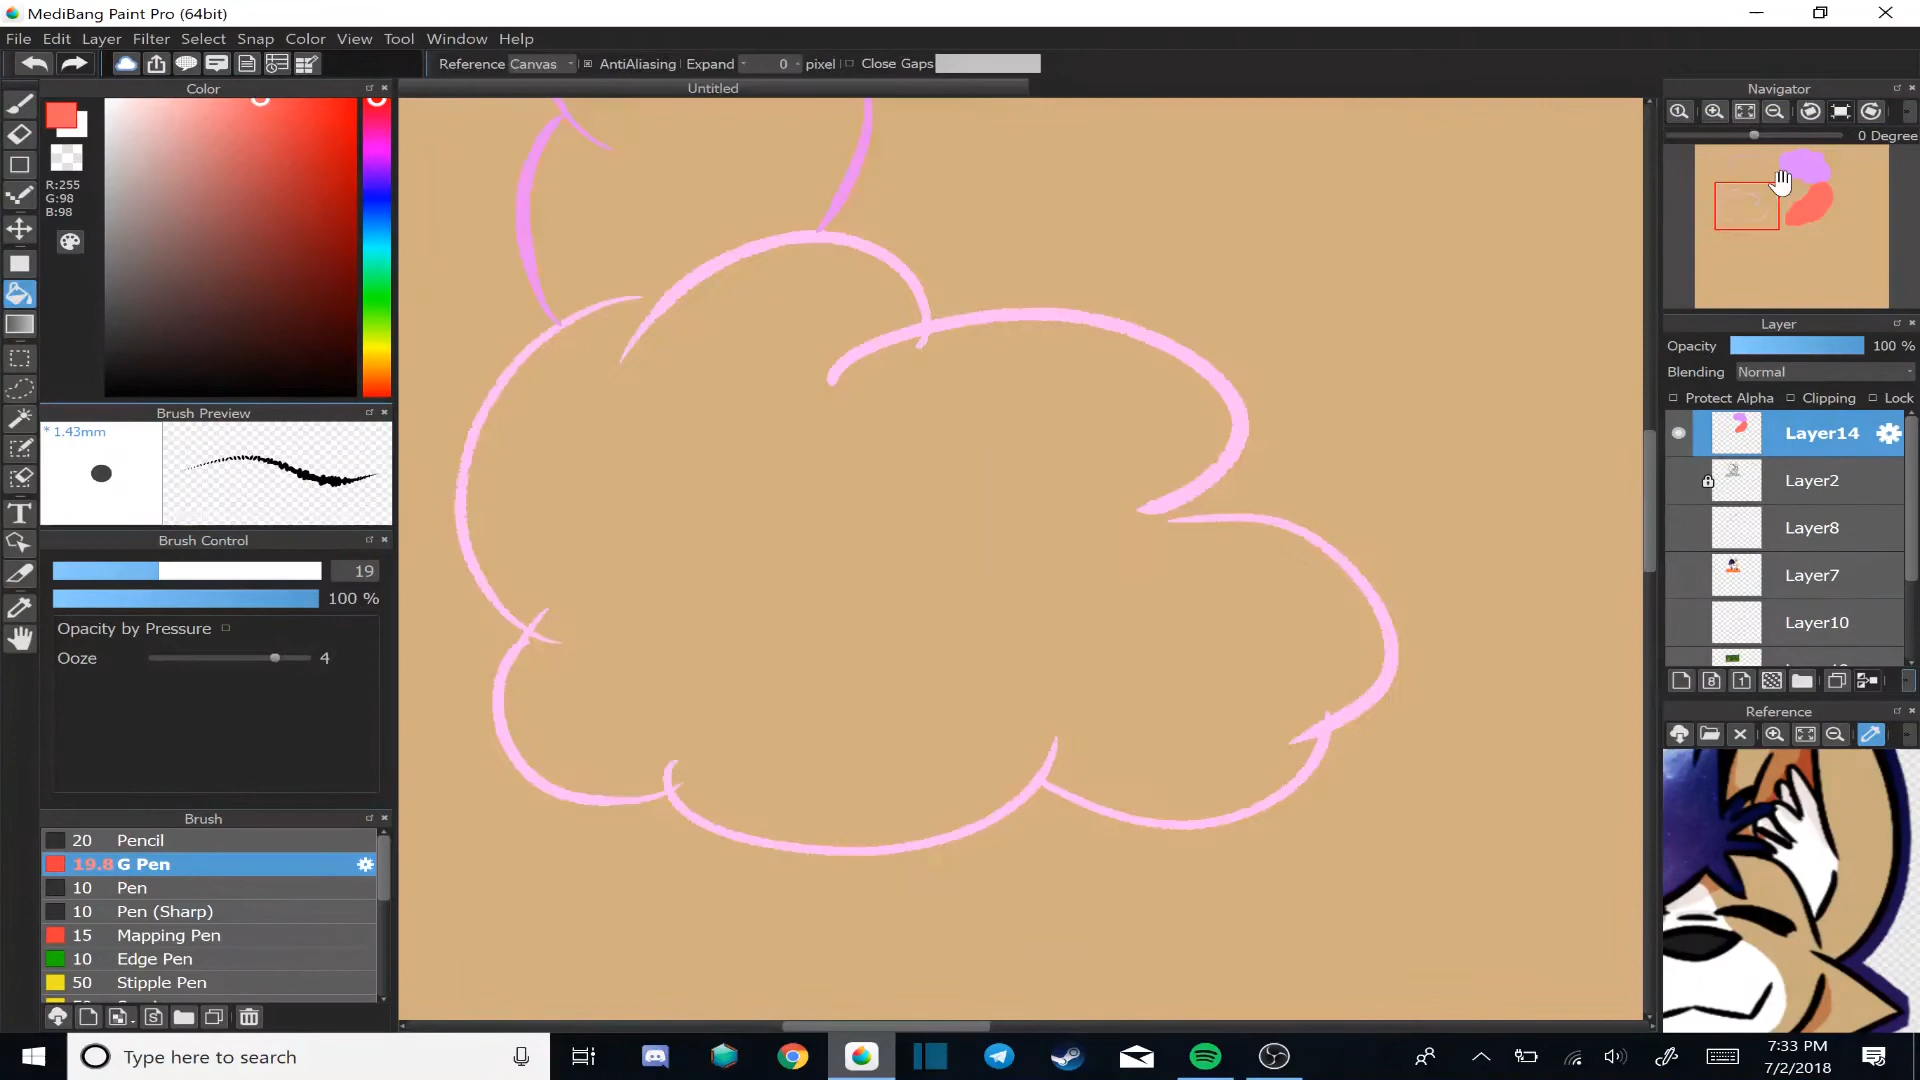 MediBang Paint Pro (64bit)
File Edit Layer Filter Select Snap Color View Tool Window Help
Reference Canvas AntiAliasing Expand 0 pixel Close Gaps
Color
Untitled
Navigator
R:255
G:98
B:98
0 Degree
Brush Preview
* 1.43mm
Brush Control
19
100 %
Opacity by Pressure
Ooze 4
Brush
20 Pencil
19.8 G Pen
10 Pen
10 Pen (Sharp)
15 Mapping Pen
10 Edge Pen
50 Stipple Pen
Layer
Opacity 100 %
Blending Normal
Protect Alpha Clipping Lock
Layer14
Layer2
Layer8
Layer7
Layer10
Reference
Type here to search
7:33 PM
7/2/2018